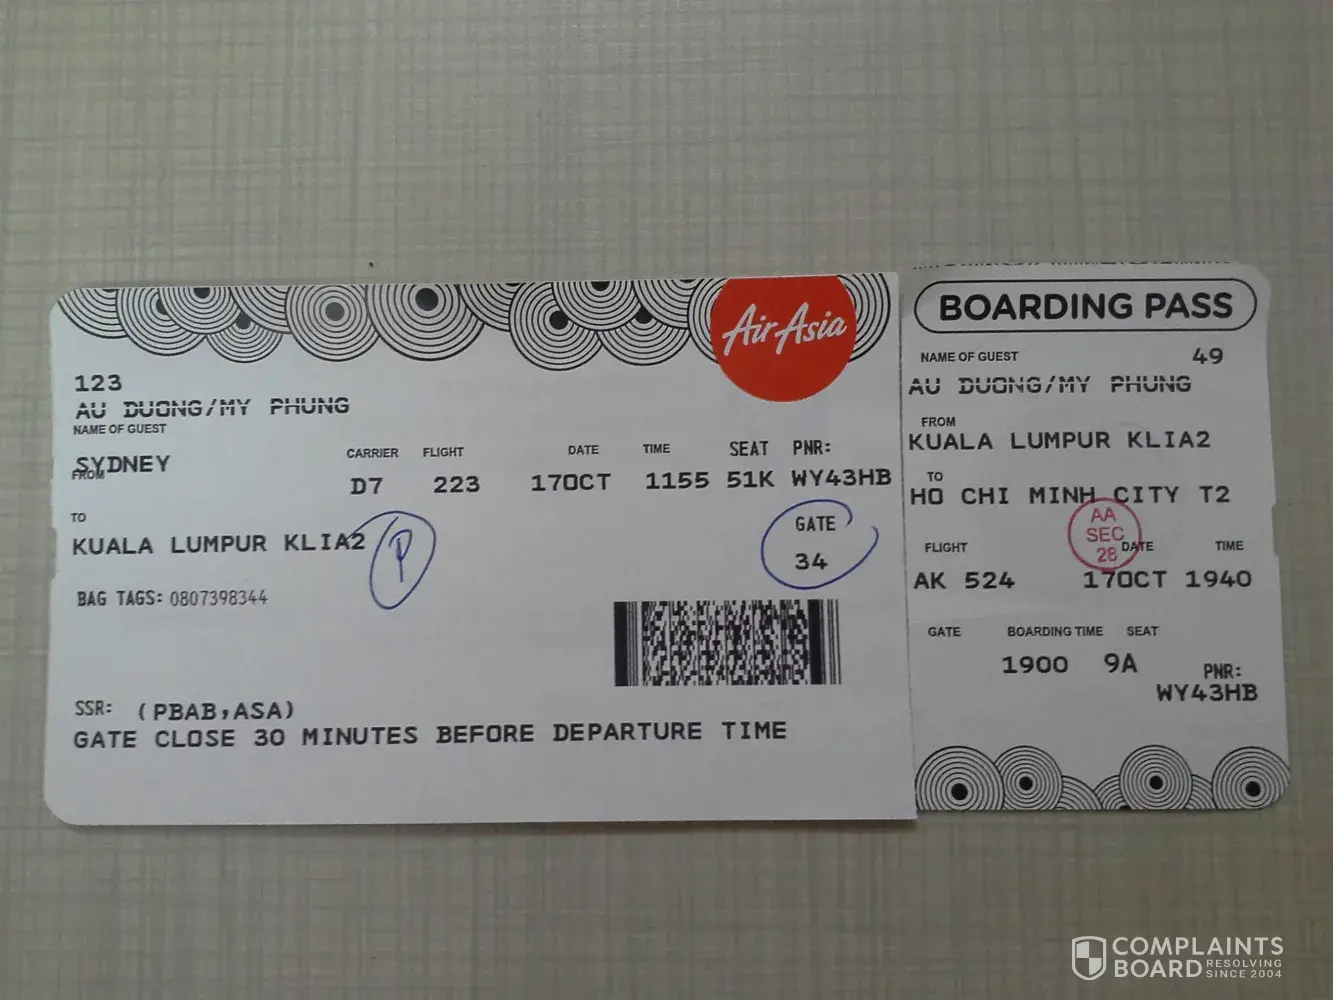 AirAsia
123
AU DUONG/MY PHUNG
NAME OF GUEST
SYDNEY
FROM
CARRIER FLIGHT DATE TIME SEAT PNR:
D7 223 17OCT 1155 51K WY43HB
TO
KUALA LUMPUR KLIA2
P
GATE
34
BAG TAGS: 0807398344
SSR: (PBAB,ASA)
GATE CLOSE 30 MINUTES BEFORE DEPARTURE TIME
BOARDING PASS
NAME OF GUEST 49
AU DUONG/MY PHUNG
FROM
KUALA LUMPUR KLIA2
TO
HO CHI MINH CITY T2
AA
SEC
28
FLIGHT DATE TIME
AK 524 17OCT 1940
GATE BOARDING TIME SEAT
1900 9A
PNR:
WY43HB
COMPLAINTS
BOARD RESOLVING
SINCE 2004